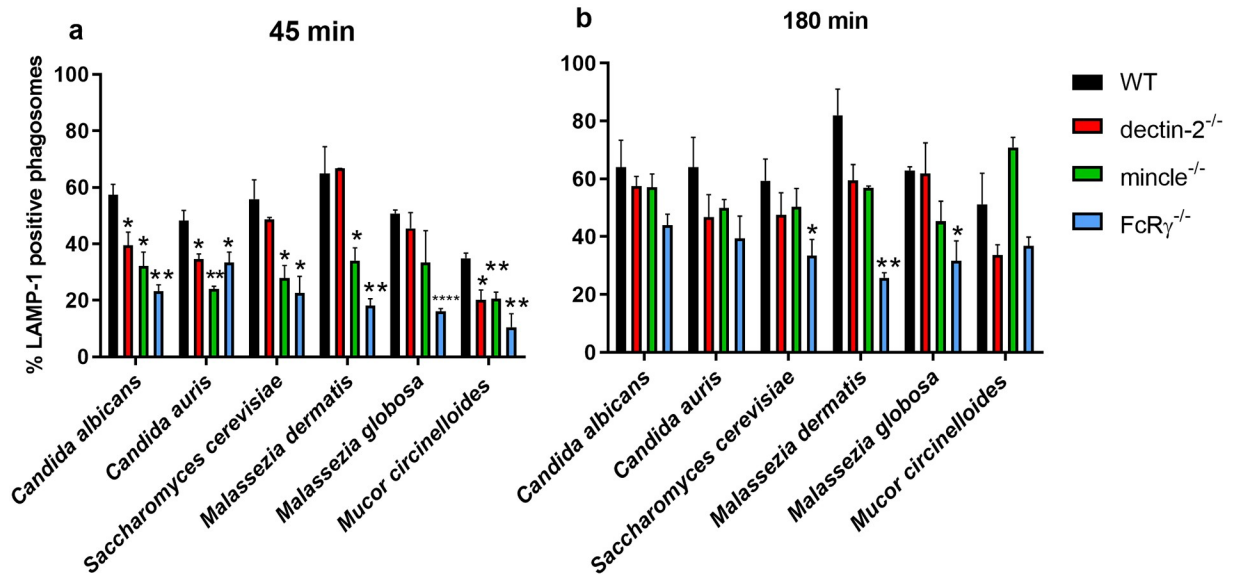 a
45 min
% LAMP-1 positive phagosomes
100
80
60
40
20
0
*
*
**
*
**
*
*
*
*
**
****
*
**
**
Candida albicans
Candida auris
Saccharomyces cerevisiae
Malassezia dermatis
Malassezia globosa
Mucor circinelloides
b
180 min
100
80
60
40
20
0
*
**
*
Candida albicans
Candida auris
Saccharomyces cerevisiae
Malassezia dermatis
Malassezia globosa
Mucor circinelloides
WT
dectin-2-/-
mincle-/-
FcRγ-/-